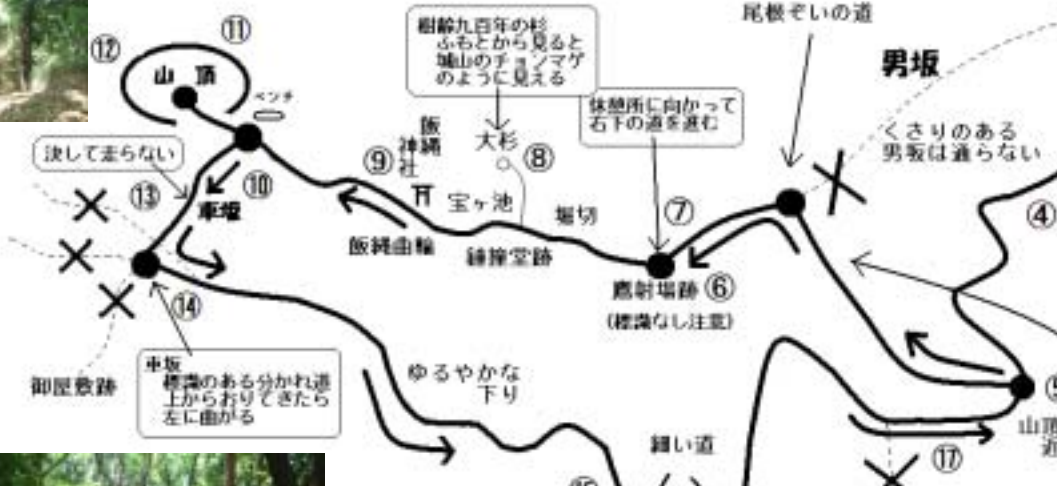 尾根ぞいの道
⑪
⑫
樹齢九百年の杉
ふもとから見ると
城山のチョンマゲ
のように見える
男坂
山頂
ベンチ
休憩所に向かって
右下の道を進む
くさりのある
男坂は通らない
飯縄
神社
大杉
⑧
⑨
決して走らない
⑩
⑬
車坂
宝ヶ池
堀切
⑦
④
飯縄曲輪
鐘撞堂跡
鷹射場跡 ⑥
(標識なし注意)
⑭
車坂
標識のある分かれ道
上からおりてきたら
左に曲がる
御屋敷跡
ゆるやかな
下り
⑤
山頂
細い道
⑰